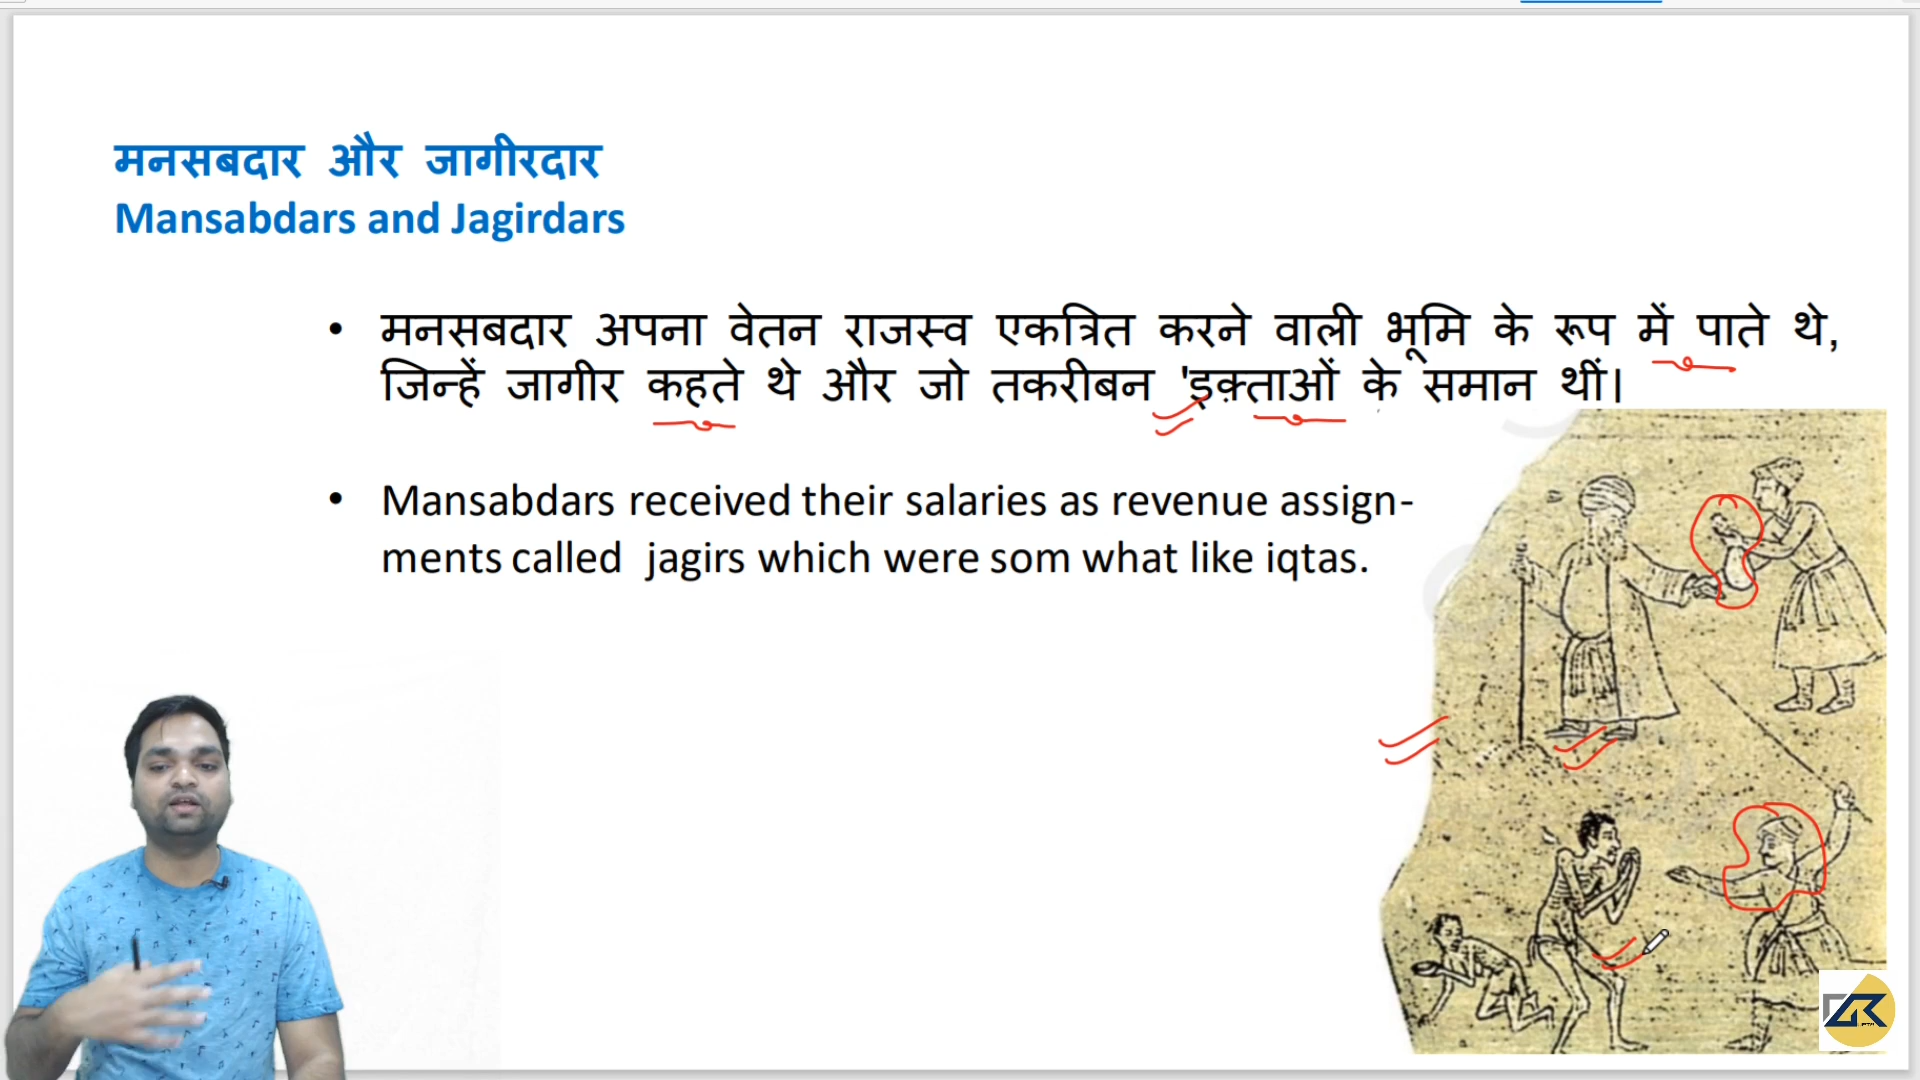 मनसबदार और जागीरदार
Mansabdars and Jagirdars
• मनसबदार अपना वेतन राजस्व एकत्रित करने वाली भूमि के रूप में पाते थे,
जिन्हें जागीर कहते थे और जो तकरीबन 'इक़्ताओं के समान थीं।
• Mansabdars received their salaries as revenue assign-
ments called jagirs which were som what like iqtas.